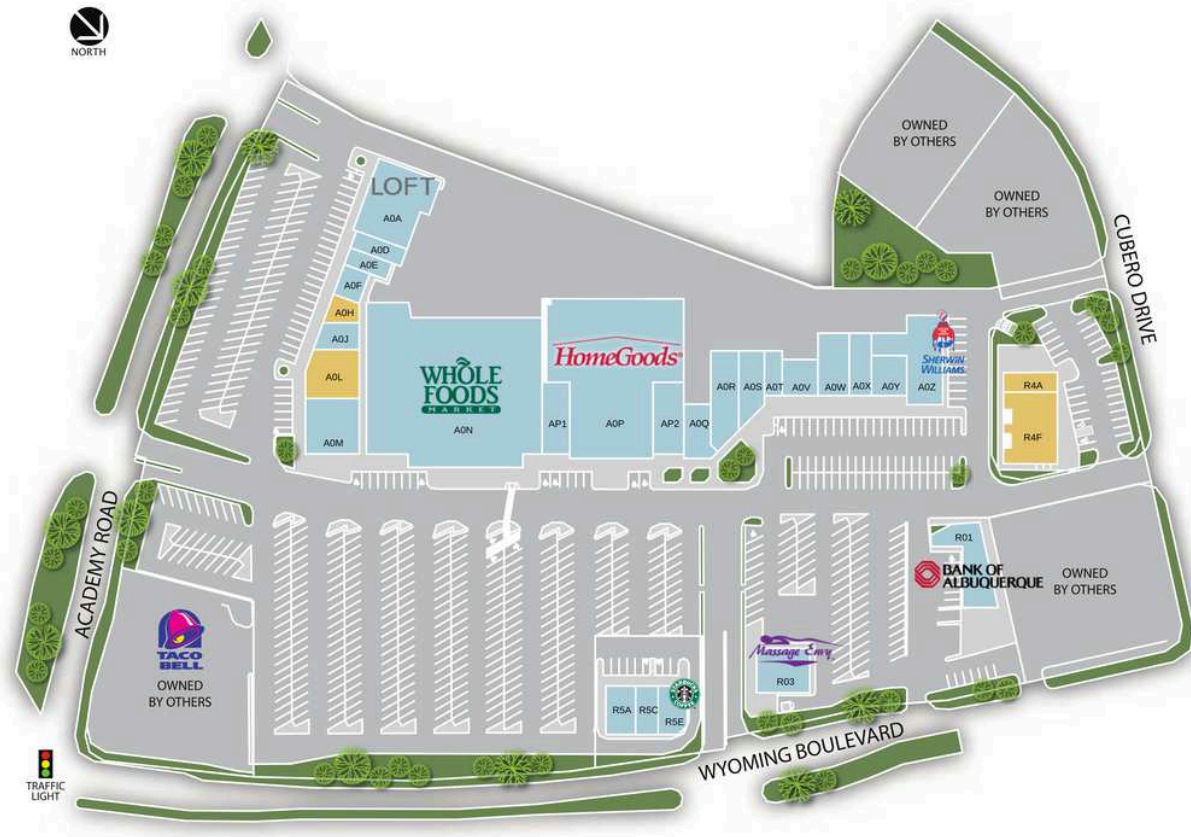 NORTH
OWNED
BY OTHERS
OWNED
BY OTHERS
LOFT
A0A
A0D
A0E
A0F
A0H
A0J
A0L
A0M
WHOLE
FOODS
MARKET
A0N
HomeGoods
AP1
A0P
AP2
A0Q
A0R
A0S
A0T
A0V
A0W
A0X
A0Y
SHERWIN
WILLIAMS.
A0Z
CUBERO DRIVE
R4A
R4F
ACADEMY ROAD
R01
BANK OF
ALBUQUERQUE
OWNED
BY OTHERS
TACO
BELL
OWNED
BY OTHERS
Massage Envy
R03
R5A
R5C
R5E
STARBUCKS
COFFEE
WYOMING BOULEVARD
TRAFFIC
LIGHT